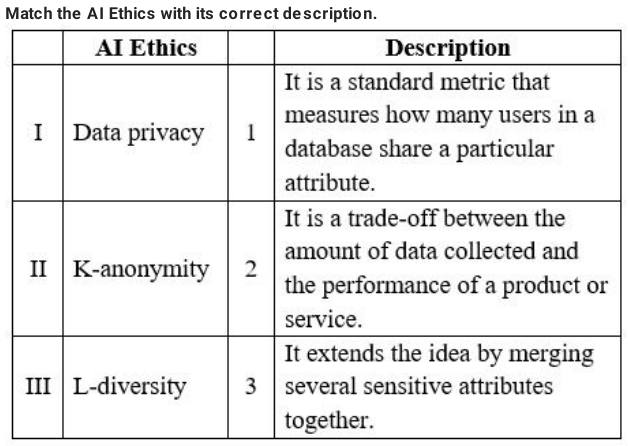 Match the AI Ethics with its correct description.
AI Ethics Description
I Data privacy 1 It is a standard metric that
measures how many users in a
database share a particular
attribute.
II K-anonymity 2 It is a trade-off between the
amount of data collected and
the performance of a product or
service.
III L-diversity 3 It extends the idea by merging
several sensitive attributes
together.